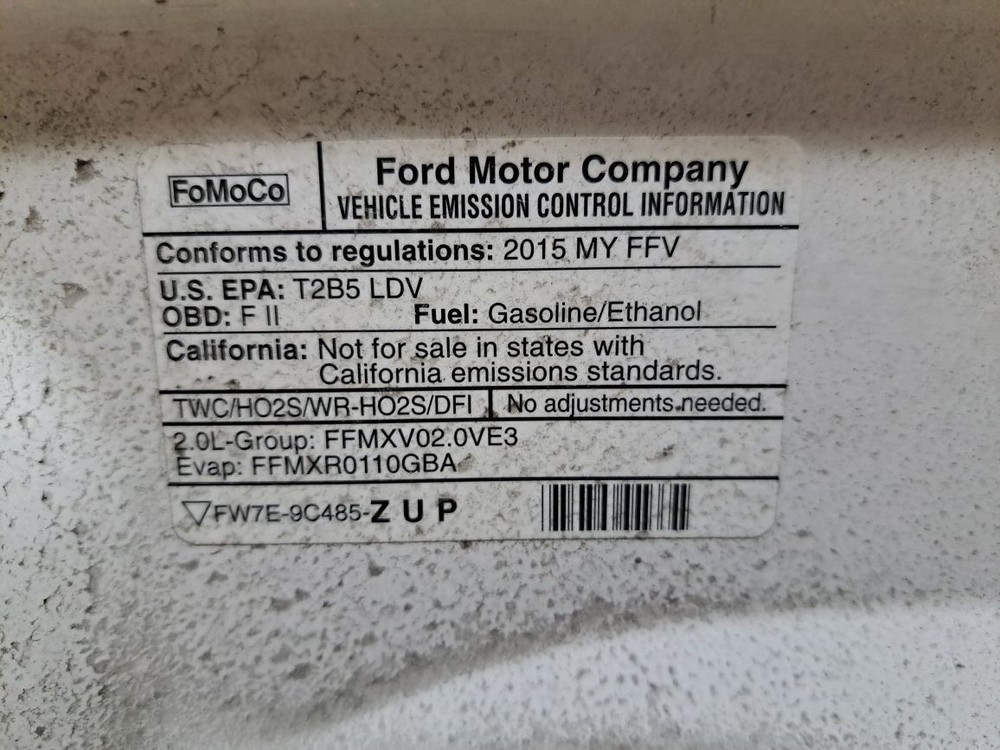 FoMoCo
Ford Motor Company
VEHICLE EMISSION CONTROL INFORMATION
Conforms to regulations: 2015 MY FFV
U.S. EPA: T2B5 LDV
OBD: F II Fuel: Gasoline/Ethanol
California: Not for sale in states with
California emissions standards.
TWC/HO2S/WR-HO2S/DFI No adjustments needed.
2.0L-Group: FFMXV02.0VE3
Evap: FFMXR0110GBA
FW7E-9C485-Z U P